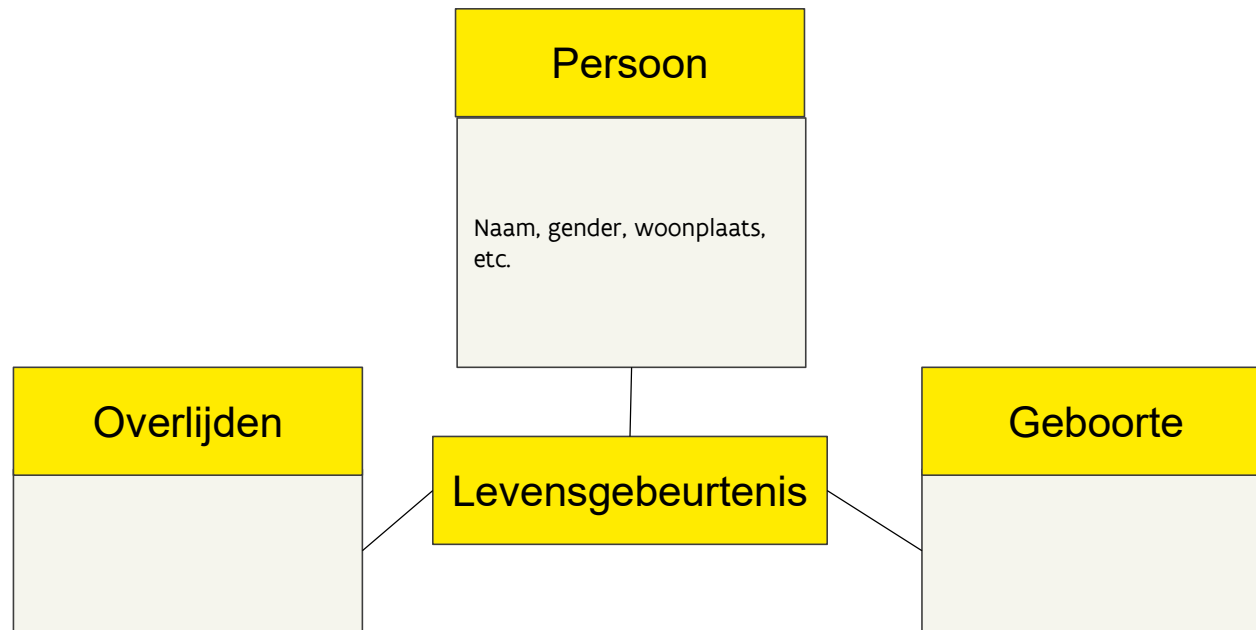 Persoon
Naam, gender, woonplaats,
etc.
Overlijden
Levensgebeurtenis
Geboorte